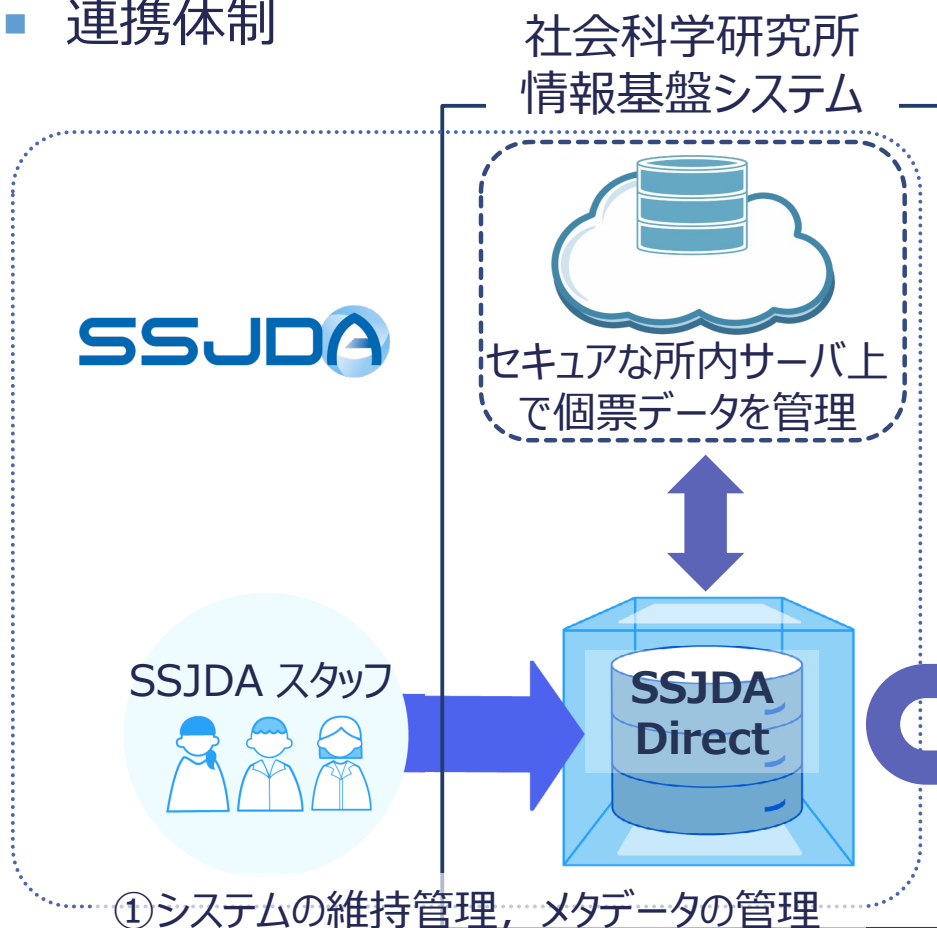 連携体制
社会科学研究所
情報基盤システム
セキュアな所内サーバ上
で個票データを管理
SSJDA
SSJDA スタッフ
SSJDA
Direct
①システムの維持管理，メタデータの管理